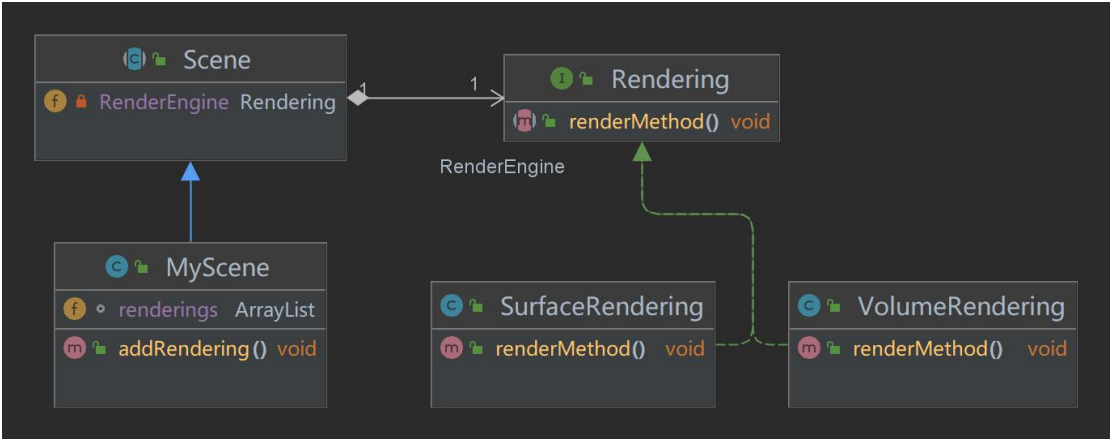 Scene
RenderEngine Rendering
1
1
Rendering
renderMethod() void
RenderEngine
MyScene
renderings ArrayList
addRendering() void
SurfaceRendering
renderMethod() void
VolumeRendering
renderMethod() void